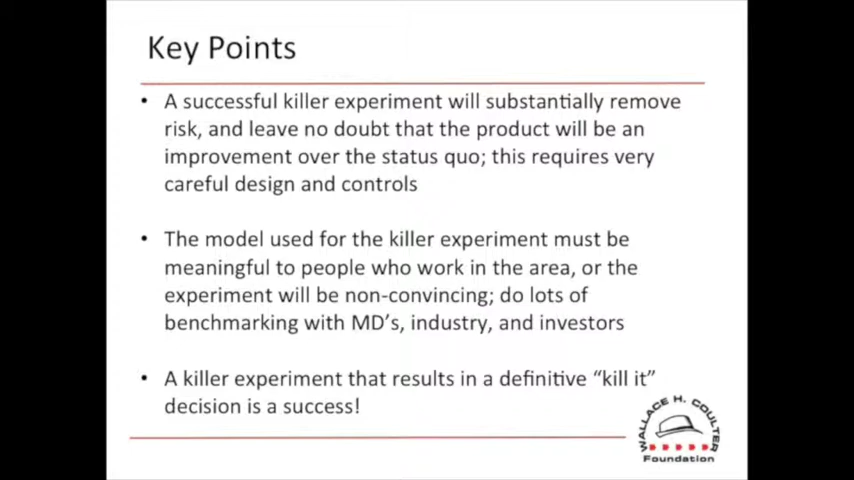 Key Points
• A successful killer experiment will substantially remove
risk, and leave no doubt that the product will be an
improvement over the status quo; this requires very
careful design and controls
• The model used for the killer experiment must be
meaningful to people who work in the area, or the
experiment will be non-convincing; do lots of
benchmarking with MD's, industry, and investors
• A killer experiment that results in a definitive “kill it”
decision is a success!
WALLACE H. COULTER
Foundation